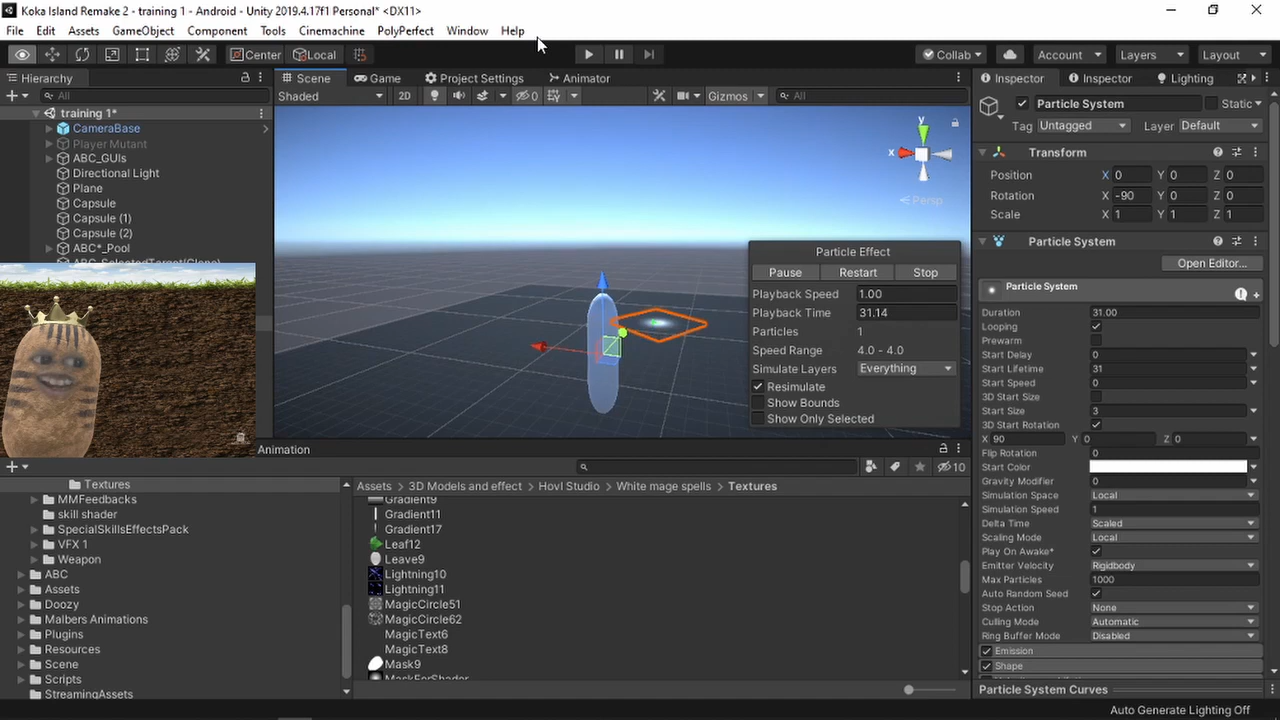 Koka Island Remake 2 - training 1 - Android - Unity 2019.4.17f1 Personal* <DX11>
File Edit Assets GameObject Component Tools Cinemachine PolyPerfect Window Help
Center Local Collab Account Layers Layout
Hierarchy Scene Game Project Settings Animator Inspector Inspector Lighting
All Shaded 2D 0 Gizmos All
Particle System Static
Tag Untagged Layer Default
training 1*
CameraBase
Player Mutant
ABC_GUIs
Directional Light
Plane
Capsule
Capsule (1)
Capsule (2)
ABC*_Pool
ABC_SelectedTarget(Clone)
y
x
Persp
Particle Effect
Pause Restart Stop
Playback Speed 1.00
Playback Time 31.14
Particles 1
Speed Range 4.0 - 4.0
Simulate Layers Everything
Resimulate
Show Bounds
Show Only Selected
Transform
Position X 0 Y 0 Z 0
Rotation X -90 Y 0 Z 0
Scale X 1 Y 1 Z 1
Particle System
Open Editor...
Particle System
Duration 31.00
Looping
Prewarm
Start Delay 0
Start Lifetime 31
Start Speed 0
3D Start Size
Start Size 3
3D Start Rotation
X 90 Y 0 Z 0
Flip Rotation 0
Start Color
Gravity Modifier 0
Simulation Space Local
Simulation Speed 1
Delta Time Scaled
Scaling Mode Local
Play On Awake*
Emitter Velocity Rigidbody
Max Particles 1000
Auto Random Seed
Stop Action None
Culling Mode Automatic
Ring Buffer Mode Disabled
Emission
Shape
Particle System Curves
Auto Generate Lighting Off
Animation
10
Textures
MMFeedbacks
skill shader
SpecialSkillsEffectsPack
VFX 1
Weapon
ABC
Assets
Doozy
Malbers Animations
Plugins
Resources
Scene
Scripts
StreamingAssets
Assets 3D Models and effect Hovl Studio White mage spells Textures
Gradient9
Gradient11
Gradient17
Leaf12
Leave9
Lightning10
Lightning11
MagicCircle51
MagicCircle62
MagicText6
MagicText8
Mask9
MaskForShader